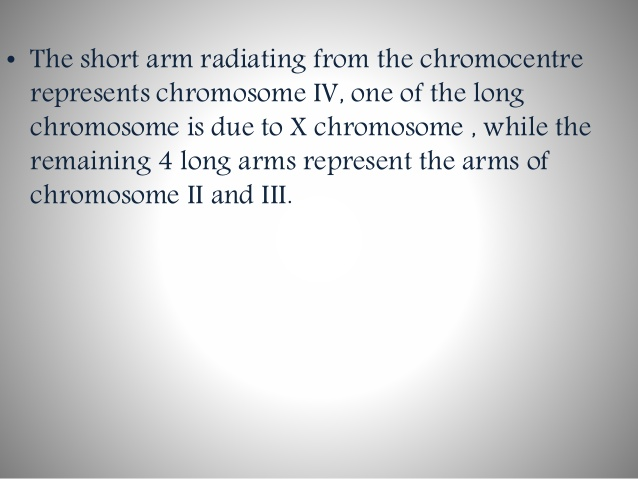 • The short arm radiating from the chromocentre
represents chromosome IV, one of the long
chromosome is due to X chromosome , while the
remaining 4 long arms represent the arms of
chromosome II and III.